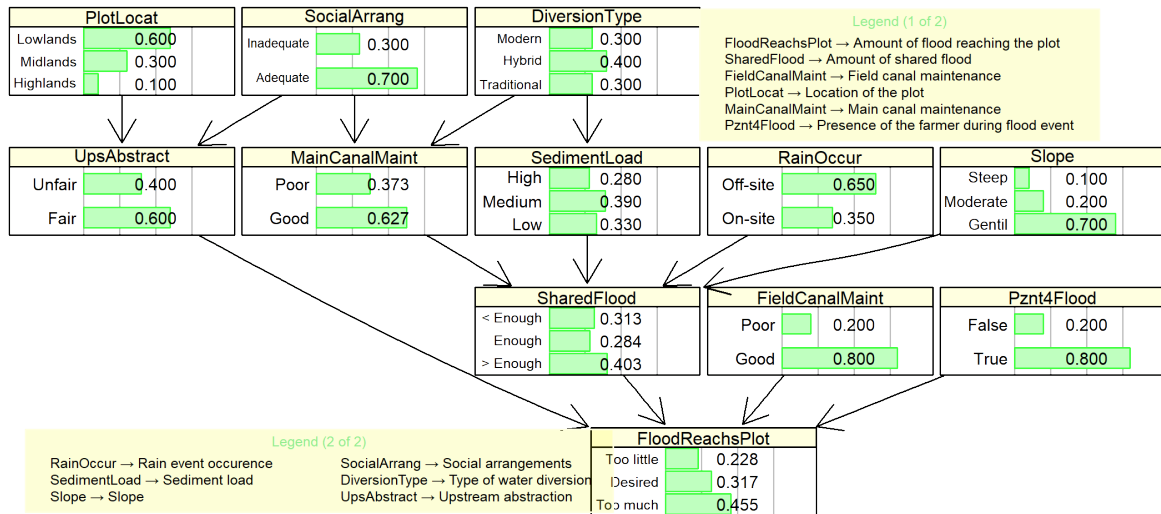 PlotLocat
Lowlands 0.600
Midlands 0.300
Highlands 0.100
SocialArrang
Inadequate 0.300
Adequate 0.700
DiversionType
Modern 0.300
Hybrid 0.400
Traditional 0.300
Legend (1 of 2)
FloodReachsPlot → Amount of flood reaching the plot
SharedFlood → Amount of shared flood
FieldCanalMaint → Field canal maintenance
PlotLocat → Location of the plot
MainCanalMaint → Main canal maintenance
Pznt4Flood → Presence of the farmer during flood event
UpsAbstract
Unfair 0.400
Fair 0.600
MainCanalMaint
Poor 0.373
Good 0.627
SedimentLoad
High 0.280
Medium 0.390
Low 0.330
RainOccur
Off-site 0.650
On-site 0.350
Slope
Steep 0.100
Moderate 0.200
Gentil 0.700
SharedFlood
< Enough 0.313
Enough 0.284
> Enough 0.403
FieldCanalMaint
Poor 0.200
Good 0.800
Pznt4Flood
False 0.200
True 0.800
Legend (2 of 2)
RainOccur → Rain event occurence
SedimentLoad → Sediment load
Slope → Slope
SocialArrang → Social arrangements
DiversionType → Type of water diversion
UpsAbstract → Upstream abstraction
FloodReachsPlot
Too little 0.228
Desired 0.317
Too much 0.455